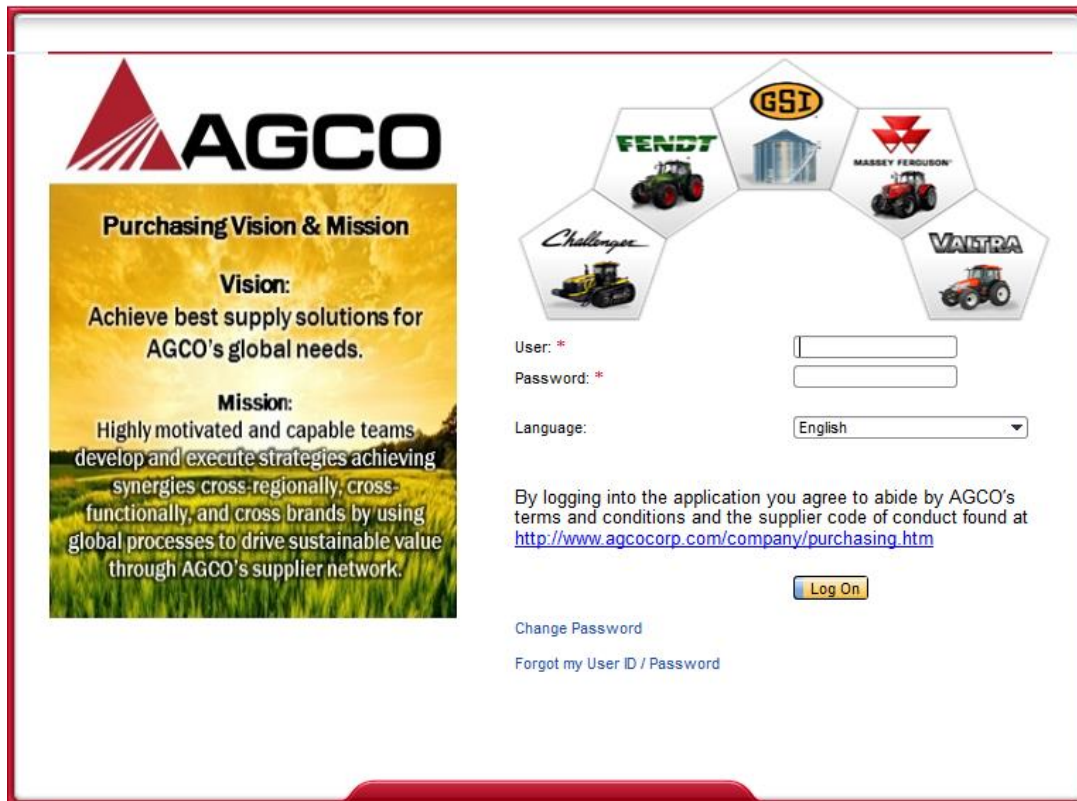 AGCO
Purchasing Vision & Mission
Vision:
Achieve best supply solutions for
AGCO's global needs.
Mission:
Highly motivated and capable teams
develop and execute strategies achieving
synergies cross-regionally, cross-
functionally, and cross brands by using
global processes to drive sustainable value
through AGCO's supplier network.
Challenger
FENDT
GSI
MASSEY FERGUSON
VALTRA
User: *
Password: *
Language: English
By logging into the application you agree to abide by AGCO's
terms and conditions and the supplier code of conduct found at
http://www.agcocorp.com/company/purchasing.htm
Log On
Change Password
Forgot my User ID / Password